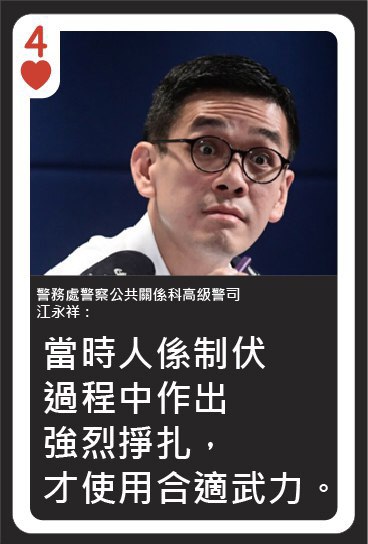 4
警務處警察公共關係科高級警司
江永祥：
當時人係制伏
過程中作出
強烈掙扎，
才使用合適武力。